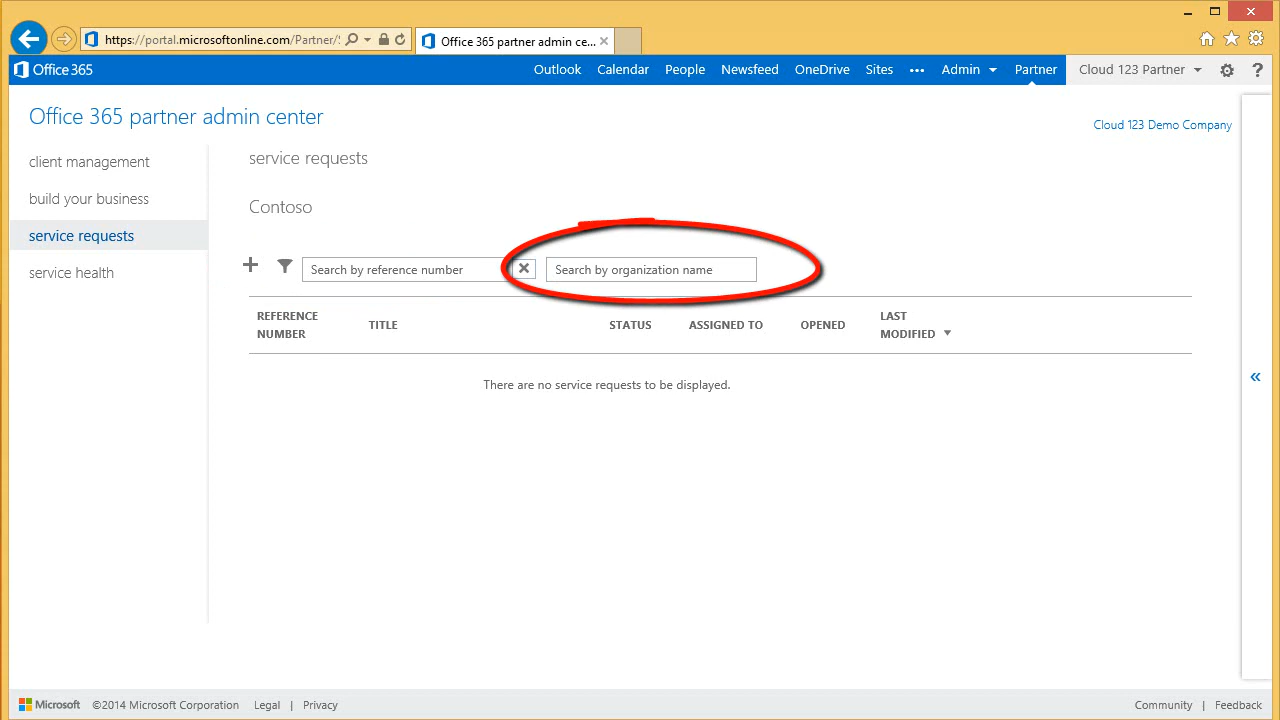 https://portal.microsoftonline.com/Partner/
Office 365 partner admin ce...
Office 365
Outlook Calendar People Newsfeed OneDrive Sites ••• Admin Partner Cloud 123 Partner ?
Office 365 partner admin center
Cloud 123 Demo Company
client management
build your business
service requests
service health
service requests
Contoso
Search by reference number
Search by organization name
REFERENCE NUMBER
TITLE
STATUS
ASSIGNED TO
OPENED
LAST MODIFIED
There are no service requests to be displayed.
«
Microsoft ©2014 Microsoft Corporation Legal | Privacy
Community | Feedback